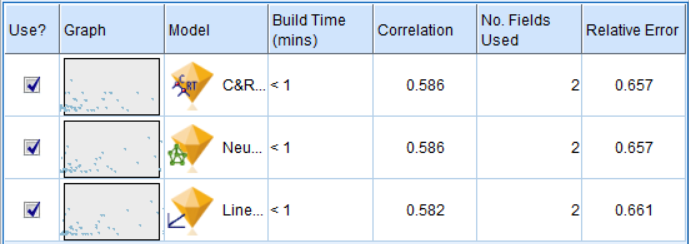 Use? Graph Model Build Time (mins) Correlation No. Fields Used Relative Error
C&RT C&R... < 1 0.586 2 0.657
Neu... < 1 0.586 2 0.657
Line... < 1 0.582 2 0.661